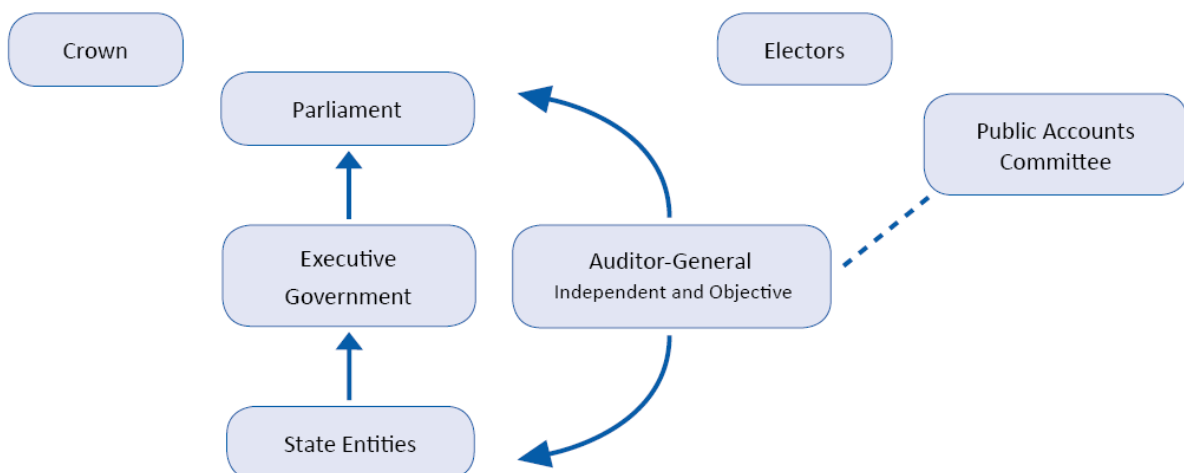 Crown
Electors
Parliament
Public Accounts
Committee
Executive
Government
Auditor-General
Independent and Objective
State Entities